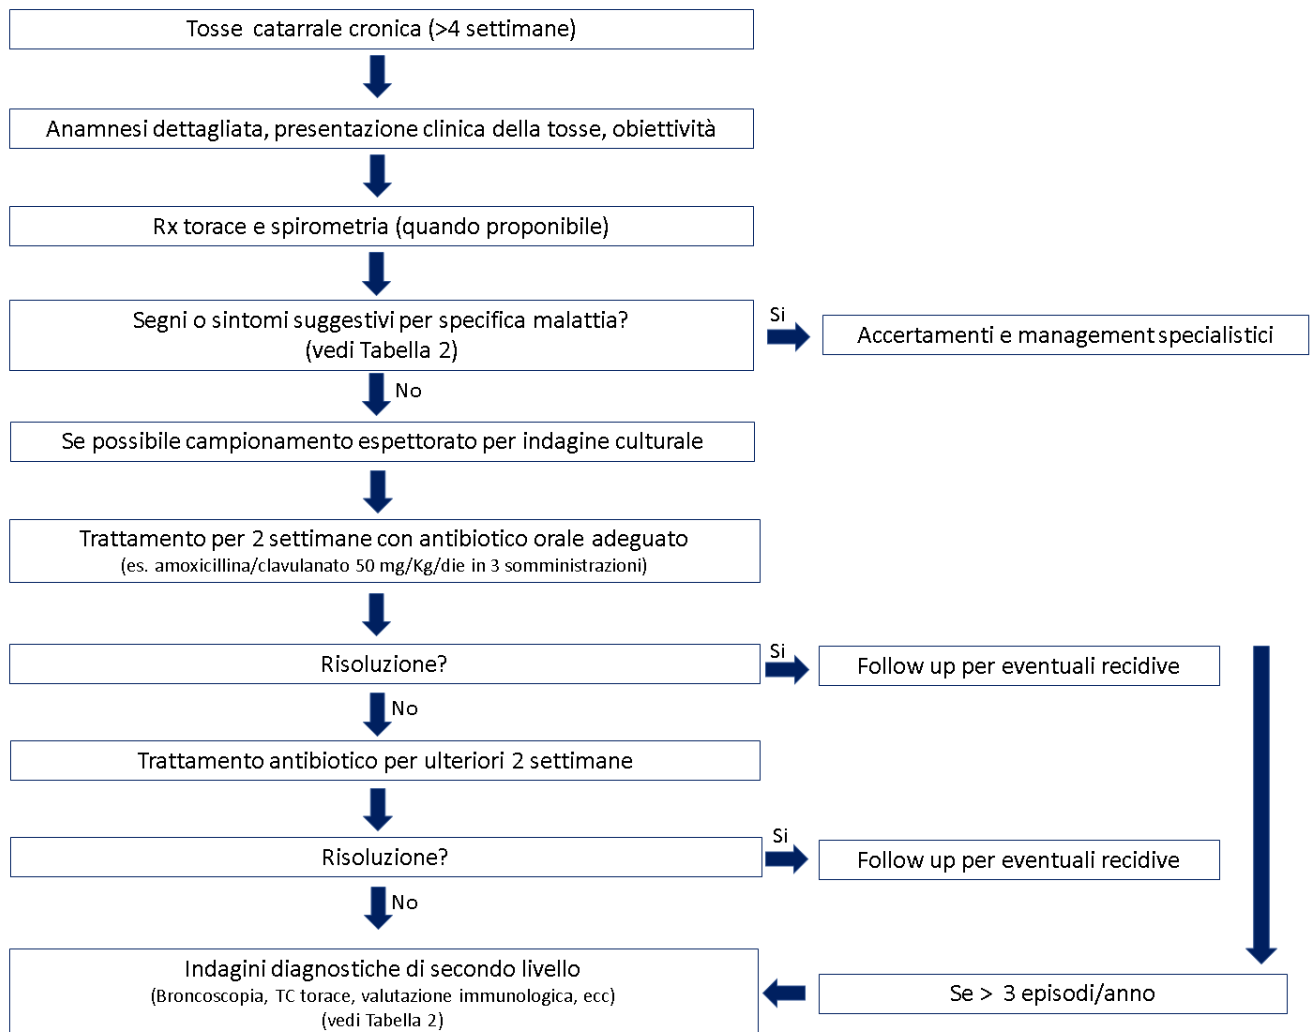 Tosse catarrale cronica (>4 settimane)
Anamnesi dettagliata, presentazione clinica della tosse, obiettività
Rx torace e spirometria (quando proponibile)
Segni o sintomi suggestivi per specifica malattia?
(vedi Tabella 2)
Si
Accertamenti e management specialistici
No
Se possibile campionamento espettorato per indagine culturale
Trattamento per 2 settimane con antibiotico orale adeguato
(es. amoxicillina/clavulanato 50 mg/Kg/die in 3 somministrazioni)
Risoluzione?
Si
Follow up per eventuali recidive
No
Trattamento antibiotico per ulteriori 2 settimane
Risoluzione?
Si
Follow up per eventuali recidive
No
Indagini diagnostiche di secondo livello
(Broncoscopia, TC torace, valutazione immunologica, ecc)
(vedi Tabella 2)
Se > 3 episodi/anno